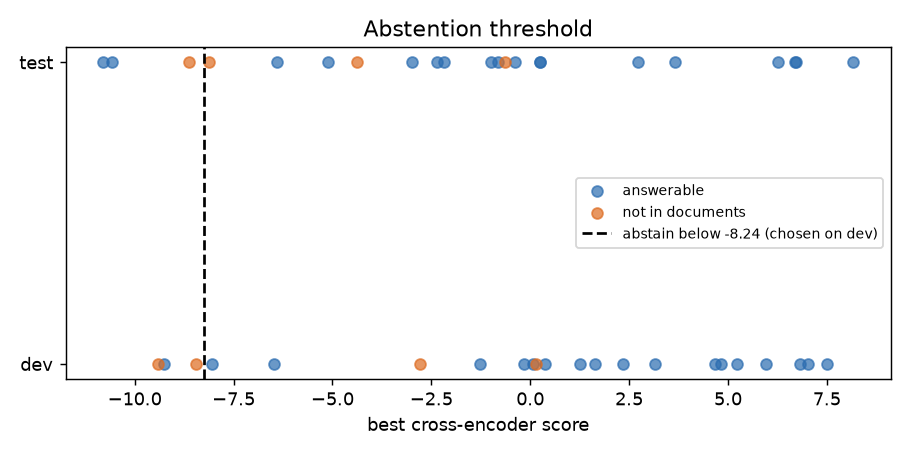 Abstention threshold
test
answerable
not in documents
abstain below -8.24 (chosen on dev)
dev
−10.0 −7.5 −5.0 −2.5 0.0 2.5 5.0 7.5
best cross-encoder score